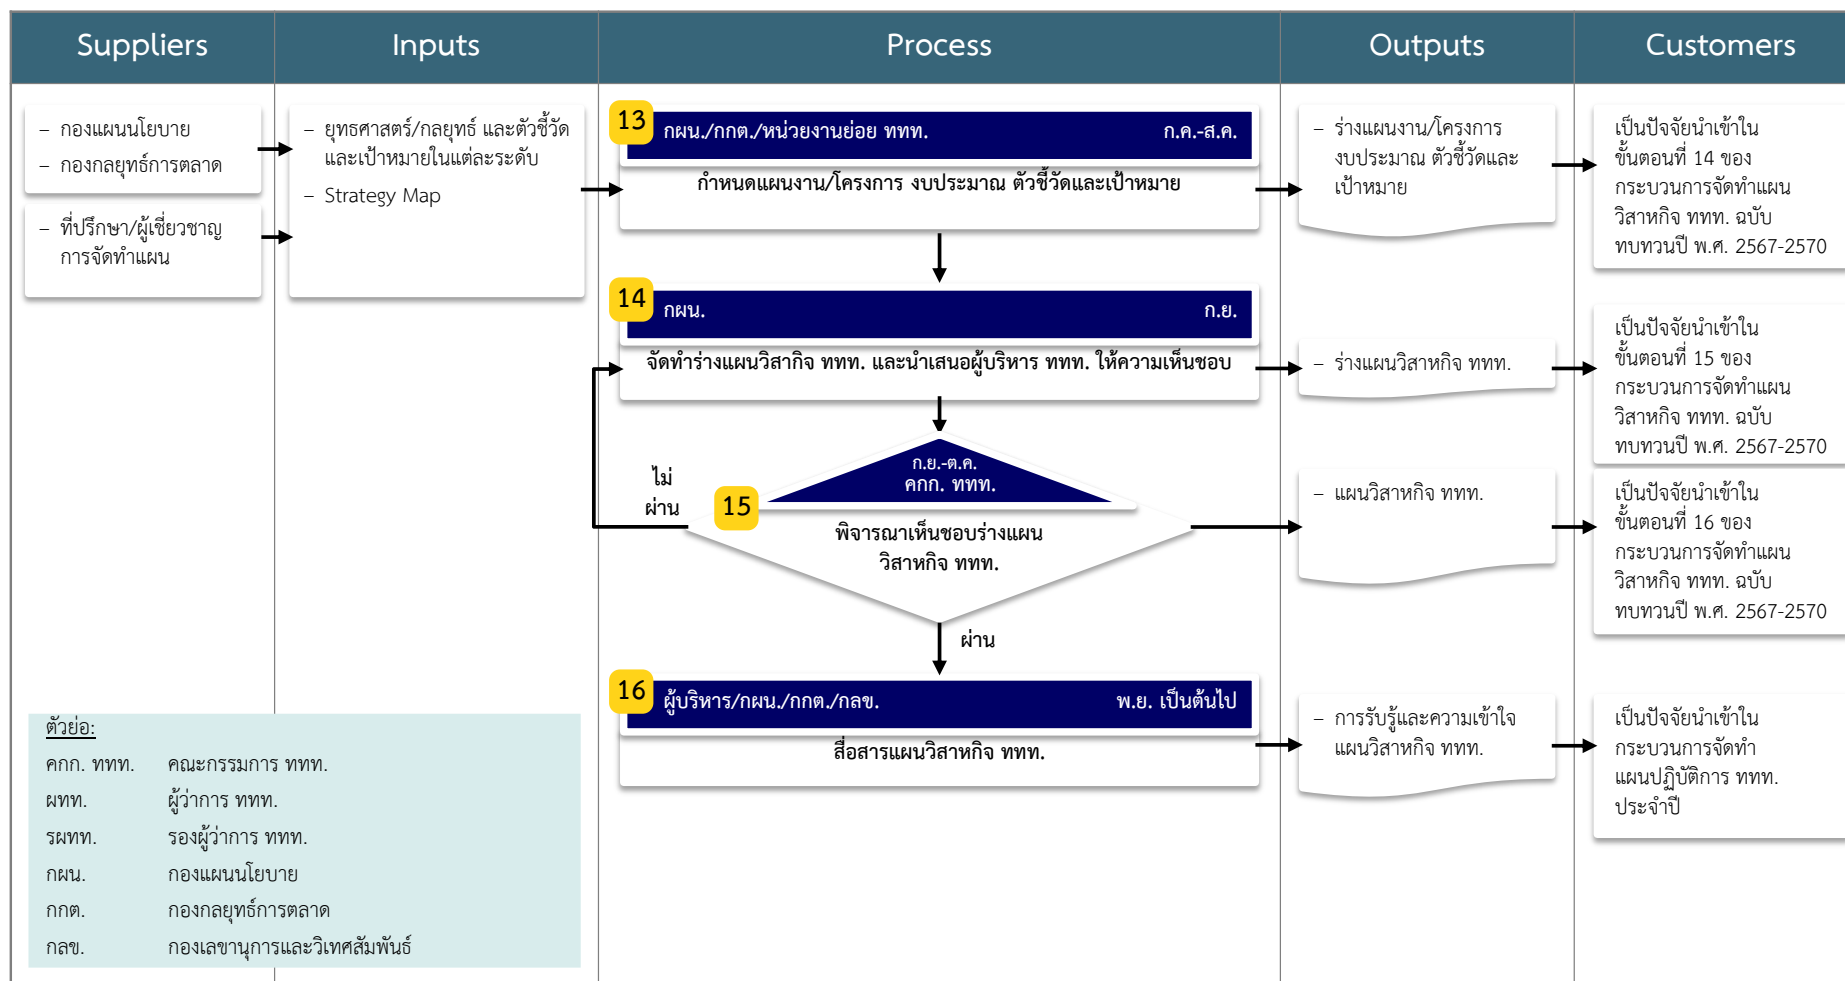 Suppliers
Inputs
Process
Outputs
Customers
– กองแผนนโยบาย
– กองกลยุทธ์การตลาด
– ที่ปรึกษา/ผู้เชี่ยวชาญ
การจัดทำแผน
– ยุทธศาสตร์/กลยุทธ์ และตัวชี้วัด
และเป้าหมายในแต่ละระดับ
– Strategy Map
13
กผน./กกต./หน่วยงานย่อย ททท.
ก.ค.-ส.ค.
กำหนดแผนงาน/โครงการ งบประมาณ ตัวชี้วัดและเป้าหมาย
– ร่างแผนงาน/โครงการ
งบประมาณ ตัวชี้วัดและ
เป้าหมาย
เป็นปัจจัยนำเข้าใน
ขั้นตอนที่ 14 ของ
กระบวนการจัดทำแผน
วิสาหกิจ ททท. ฉบับ
ทบทวนปี พ.ศ. 2567-2570
14
กผน.
ก.ย.
จัดทำร่างแผนวิสากิจ ททท. และนำเสนอผู้บริหาร ททท. ให้ความเห็นชอบ
– ร่างแผนวิสาหกิจ ททท.
เป็นปัจจัยนำเข้าใน
ขั้นตอนที่ 15 ของ
กระบวนการจัดทำแผน
วิสาหกิจ ททท. ฉบับ
ทบทวนปี พ.ศ. 2567-2570
ไม่
ผ่าน
15
ก.ย.-ต.ค.
คกก. ททท.
พิจารณาเห็นชอบร่างแผน
วิสาหกิจ ททท.
– แผนวิสาหกิจ ททท.
เป็นปัจจัยนำเข้าใน
ขั้นตอนที่ 16 ของ
กระบวนการจัดทำแผน
วิสาหกิจ ททท. ฉบับ
ทบทวนปี พ.ศ. 2567-2570
ผ่าน
16
ผู้บริหาร/กผน./กกต./กลข.
พ.ย. เป็นต้นไป
สื่อสารแผนวิสาหกิจ ททท.
– การรับรู้และความเข้าใจ
แผนวิสาหกิจ ททท.
เป็นปัจจัยนำเข้าใน
กระบวนการจัดทำ
แผนปฏิบัติการ ททท.
ประจำปี
ตัวย่อ:
คกก. ททท. คณะกรรมการ ททท.
ผทท. ผู้ว่าการ ททท.
รผทท. รองผู้ว่าการ ททท.
กผน. กองแผนนโยบาย
กกต. กองกลยุทธ์การตลาด
กลข. กองเลขานุการและวิเทศสัมพันธ์